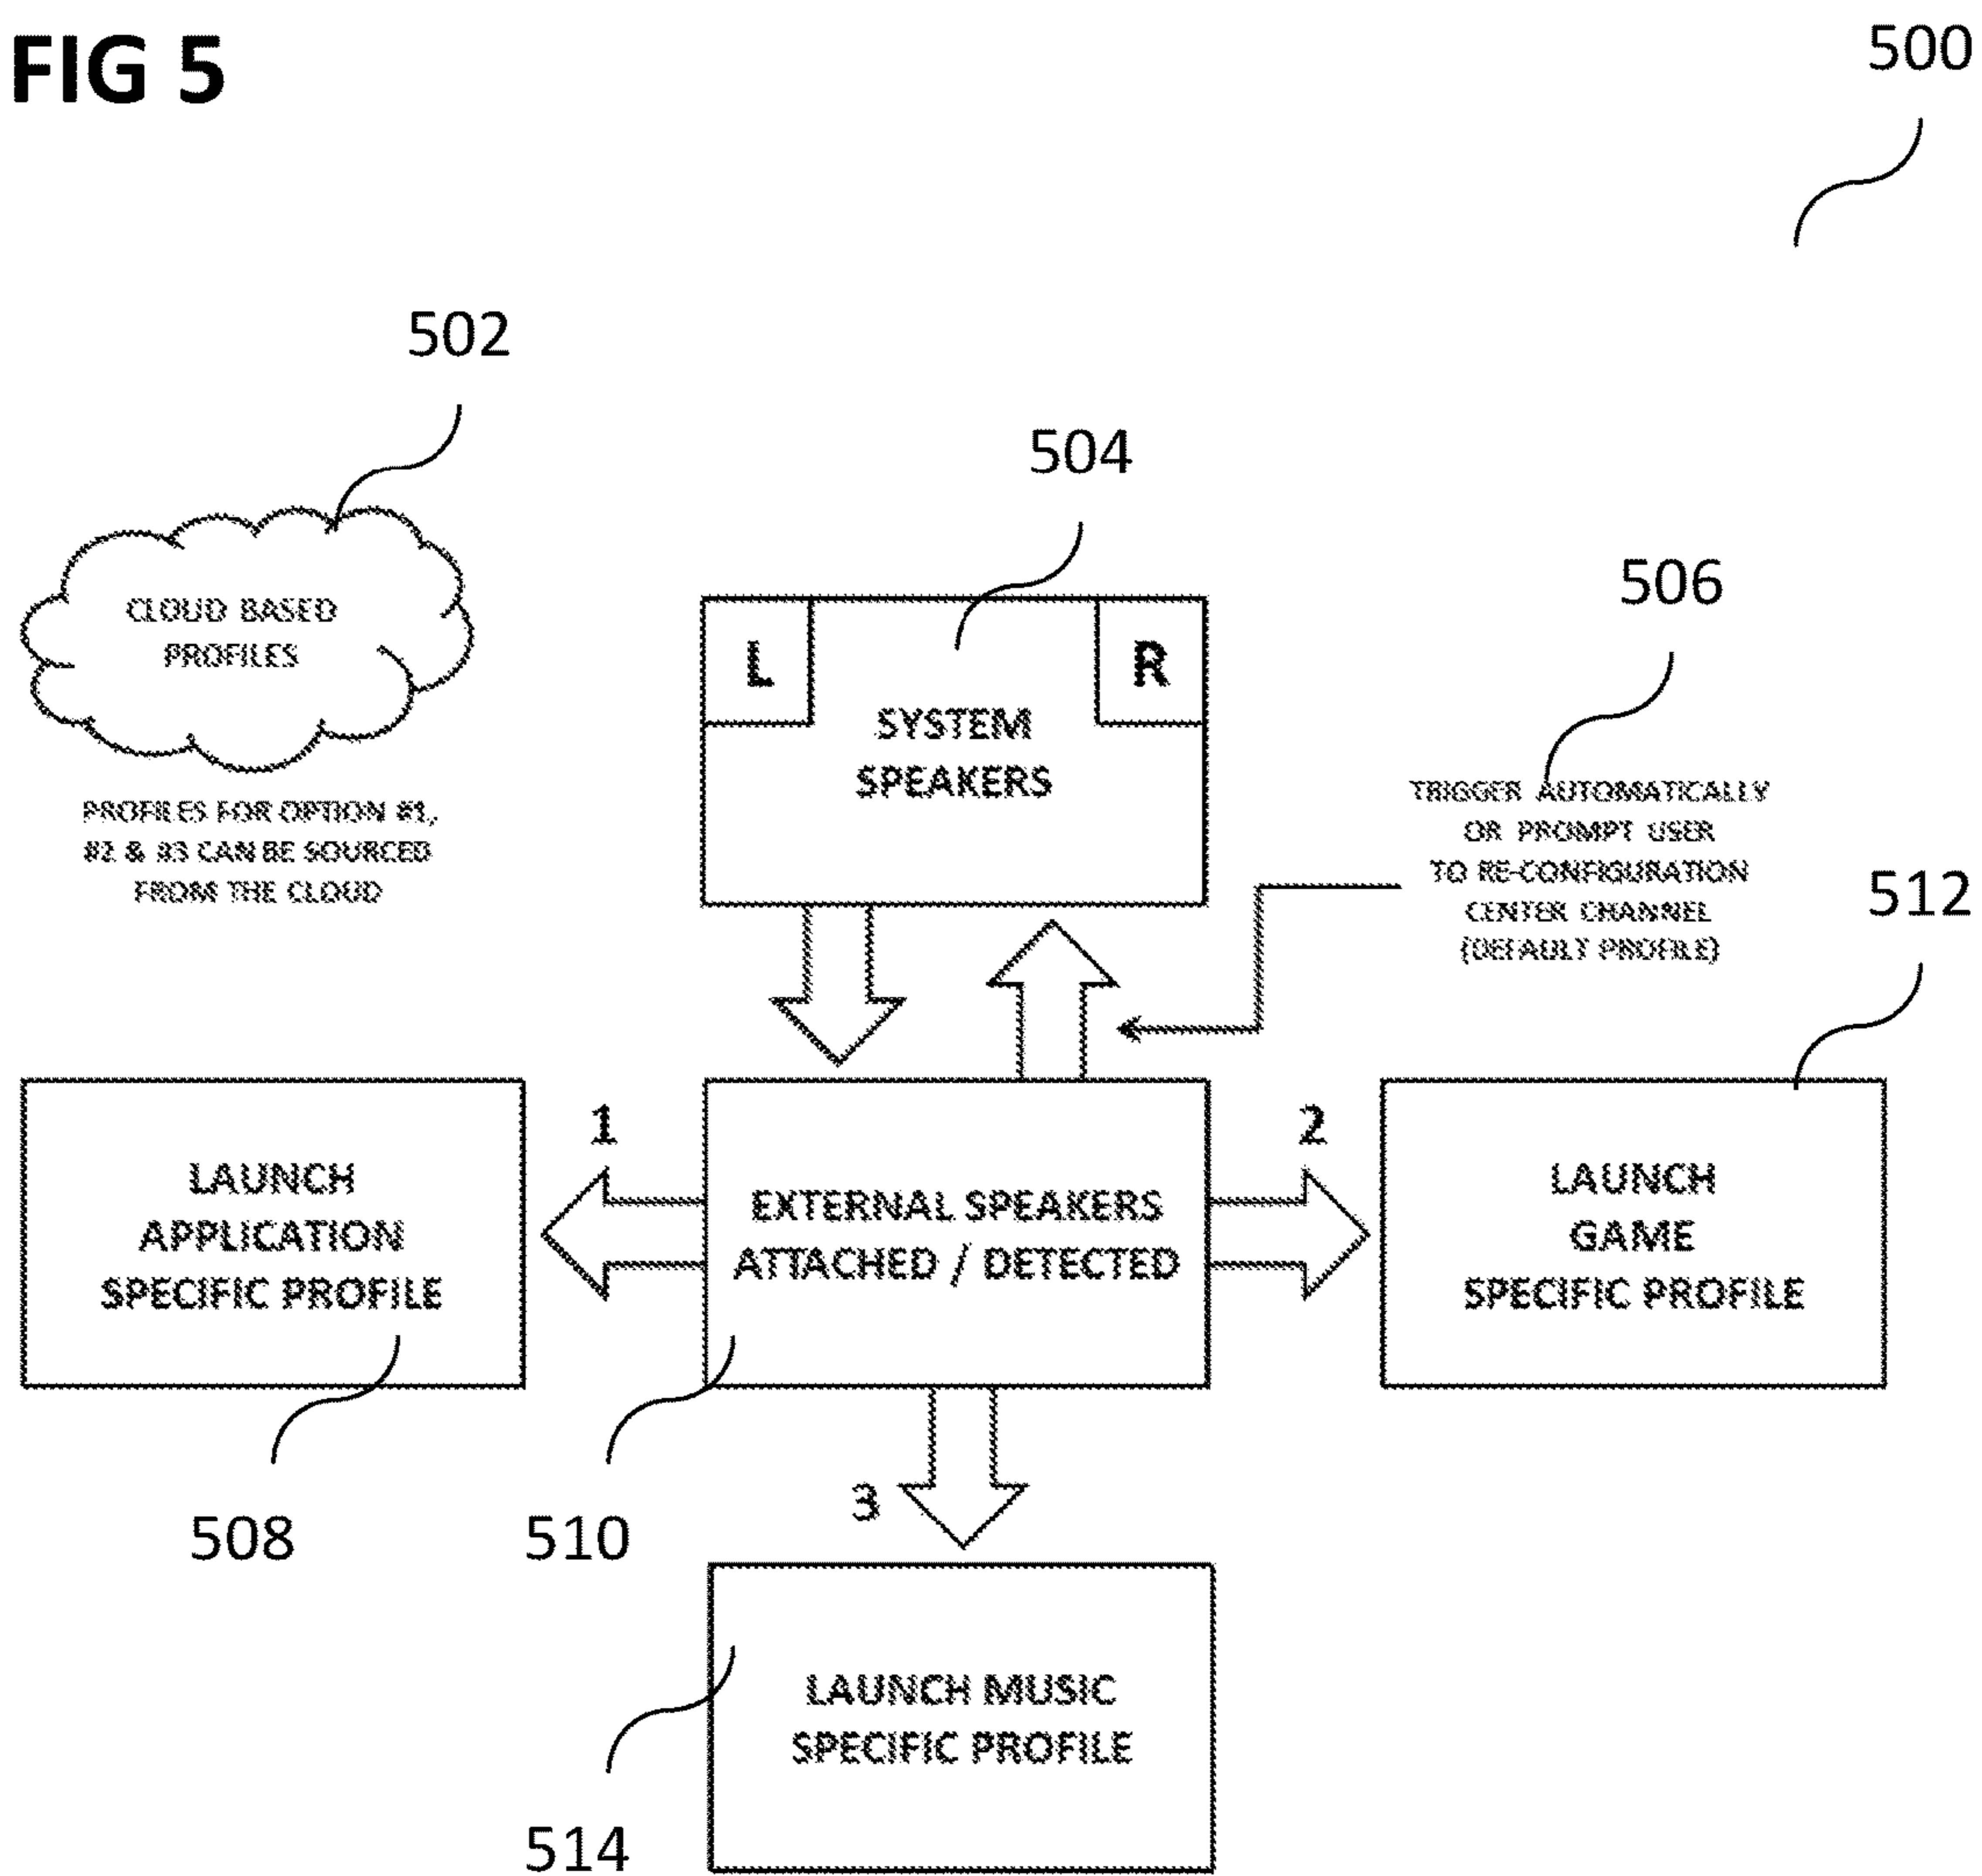 FIG 5
500
502
504
506
CLOUD BASED
PROFILES
PROFILES FOR OPTION #1,
#2 & #3 CAN BE SOURCED
FROM THE CLOUD
L
R
SYSTEM
SPEAKERS
TRIGGER AUTOMATICALLY
OR PROMPT USER
TO RE-CONFIGURATION
CENTER CHANNEL
(DEFAULT PROFILE)
512
1
2
LAUNCH
APPLICATION
SPECIFIC PROFILE
EXTERNAL SPEAKERS
ATTACHED / DETECTED
LAUNCH
GAME
SPECIFIC PROFILE
3
508
510
LAUNCH MUSIC
SPECIFIC PROFILE
514